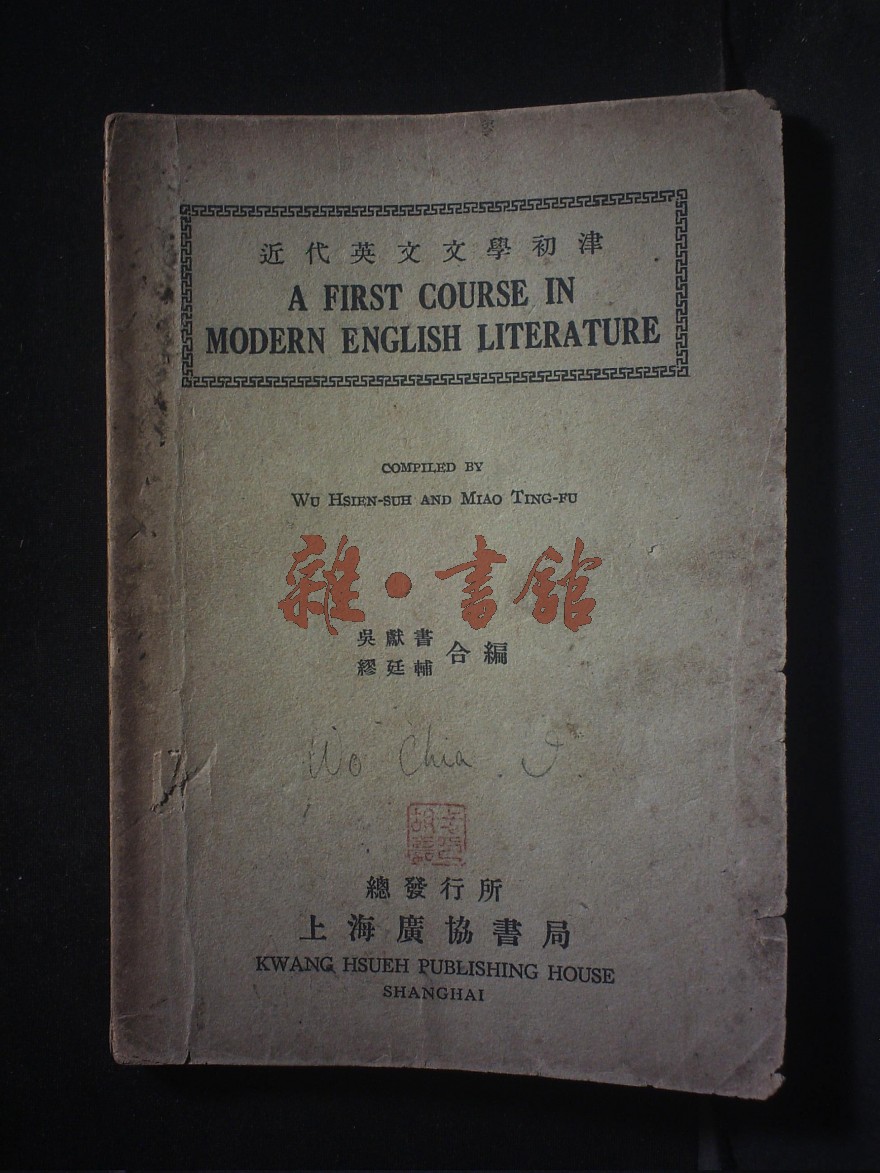 近代英文文學初津
A FIRST COURSE IN
MODERN ENGLISH LITERATURE
COMPILED BY
WU HSIEN-SUH AND MIAO TING-FU
雜·書館
吳獻書
繆廷輔
合編
Wo Chia
總發行所
上海廣協書局
KWANG HSUEH PUBLISHING HOUSE
SHANGHAI